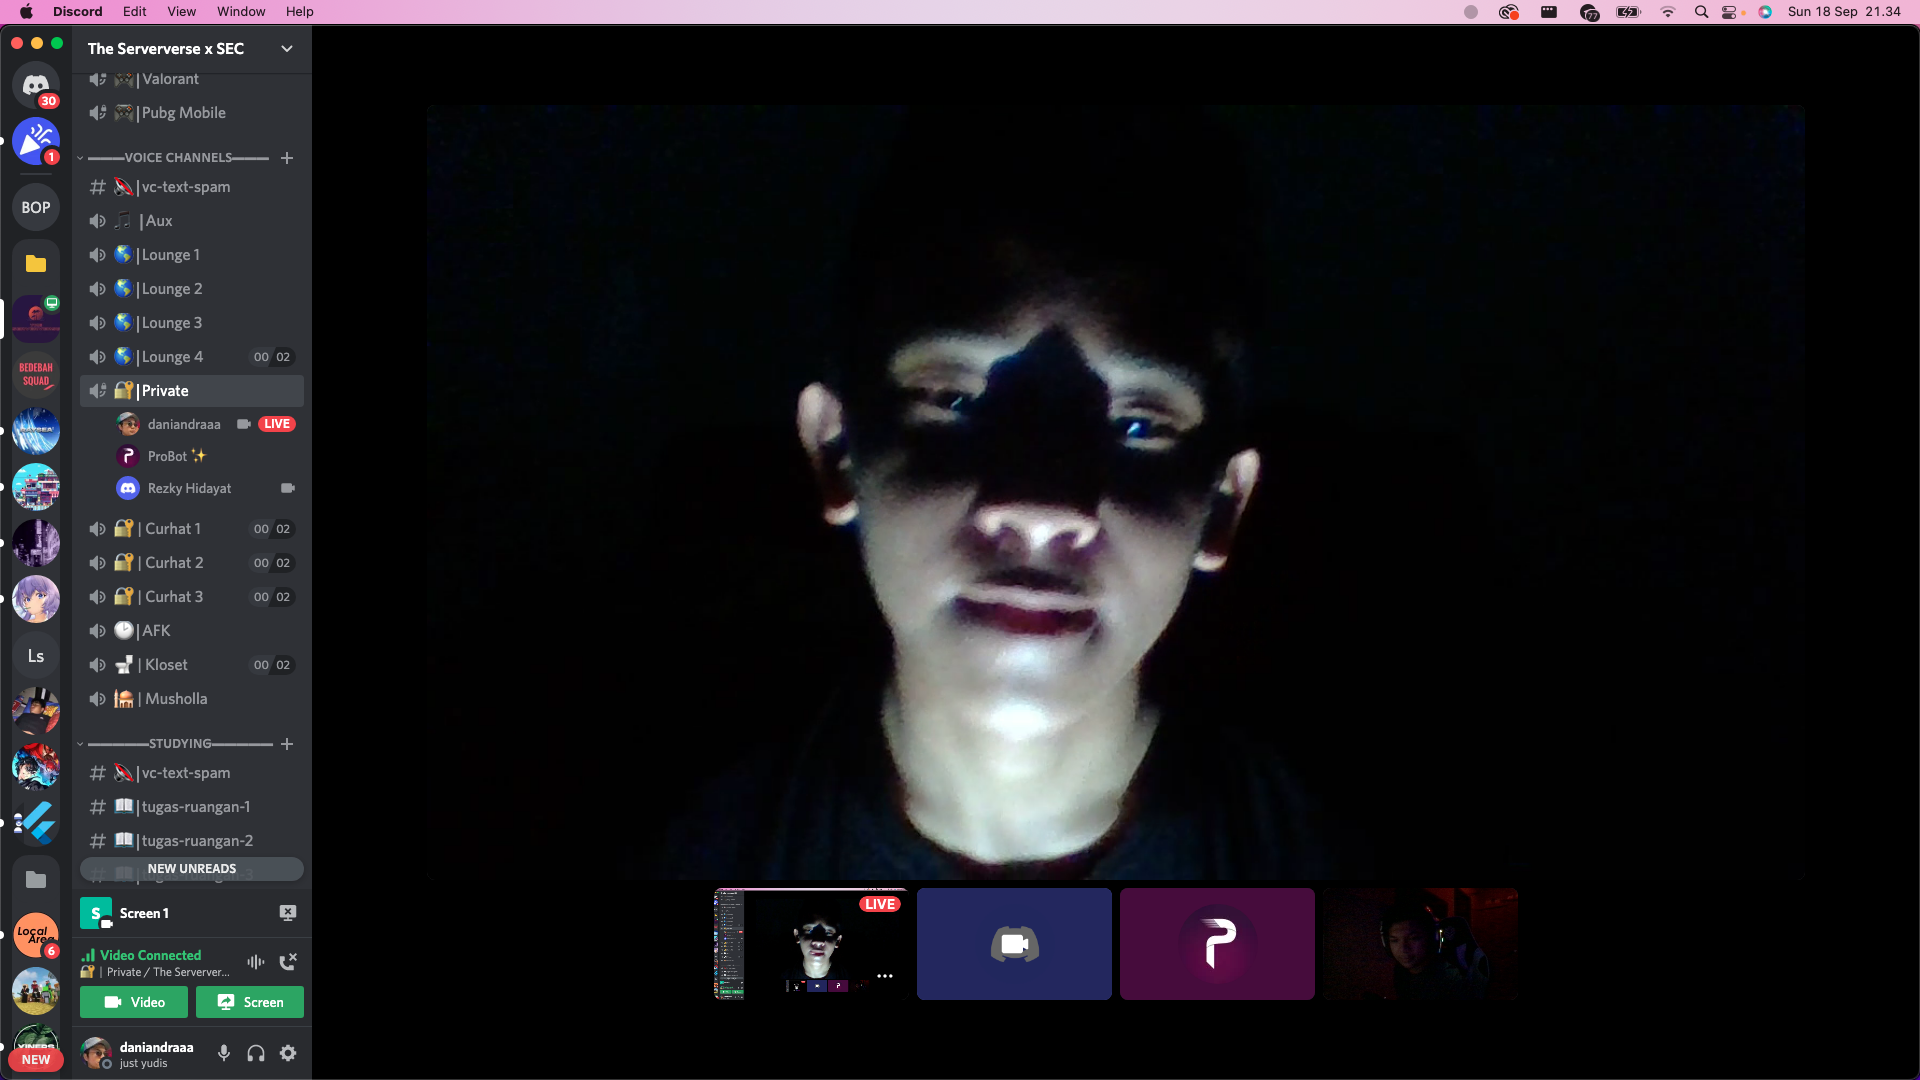 Discord Edit View Window Help
77
Sun 18 Sep 21.34
The Serververse x SEC
30
1
BOP
BEDEBAH
SQUAD
Ls
Local
Area
6
NEW
| Valorant
| Pubg Mobile
VOICE CHANNELS
| vc-text-spam
| Aux
| Lounge 1
| Lounge 2
| Lounge 3
| Lounge 4 00 02
| Private
daniandraaa LIVE
ProBot ✨
Rezky Hidayat
| Curhat 1 00 02
| Curhat 2 00 02
| Curhat 3 00 02
| AFK
| Kloset 00 02
| Musholla
STUDYING
| vc-text-spam
| tugas-ruangan-1
| tugas-ruangan-2
NEW UNREADS
S
Screen 1
Video Connected
| Private / The Serverver...
Video Screen
daniandraaa
just yudis
LIVE